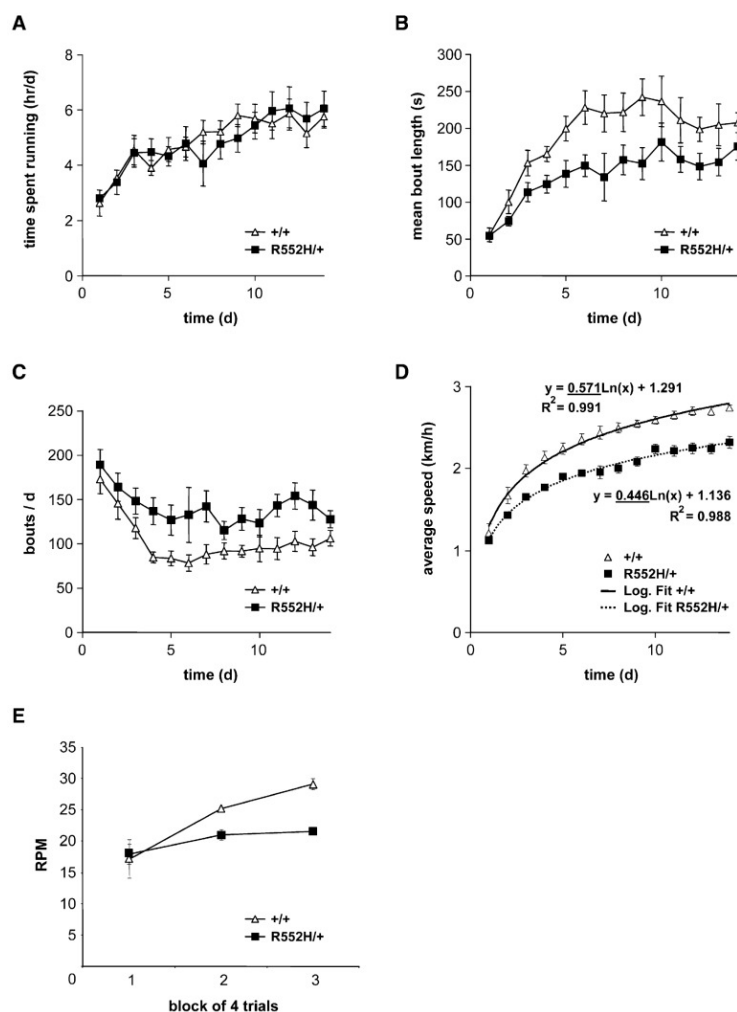 A
time spent running (hr/d)
8
6
4
2
0
0
5
10
time (d)
+/+
R552H/+
B
mean bout length (s)
300
250
200
150
100
50
0
0
5
10
time (d)
+/+
R552H/+
C
bouts / d
250
200
150
100
50
0
0
5
10
time (d)
+/+
R552H/+
D
average speed (km/h)
3
2
1
0
0
5
10
time (d)
y = 0.571Ln(x) + 1.291
R² = 0.991
y = 0.446Ln(x) + 1.136
R² = 0.988
+/+
R552H/+
Log. Fit +/+
Log. Fit R552H/+
E
RPM
35
30
25
20
15
10
5
0
1
2
3
block of 4 trials
+/+
R552H/+